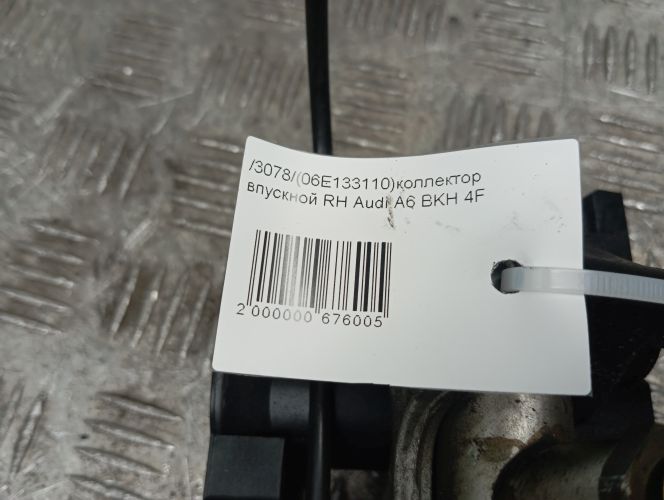 /3078/(06E133110)коллектор
впускной RH Audi A6 BKH 4F
2 000000 676005